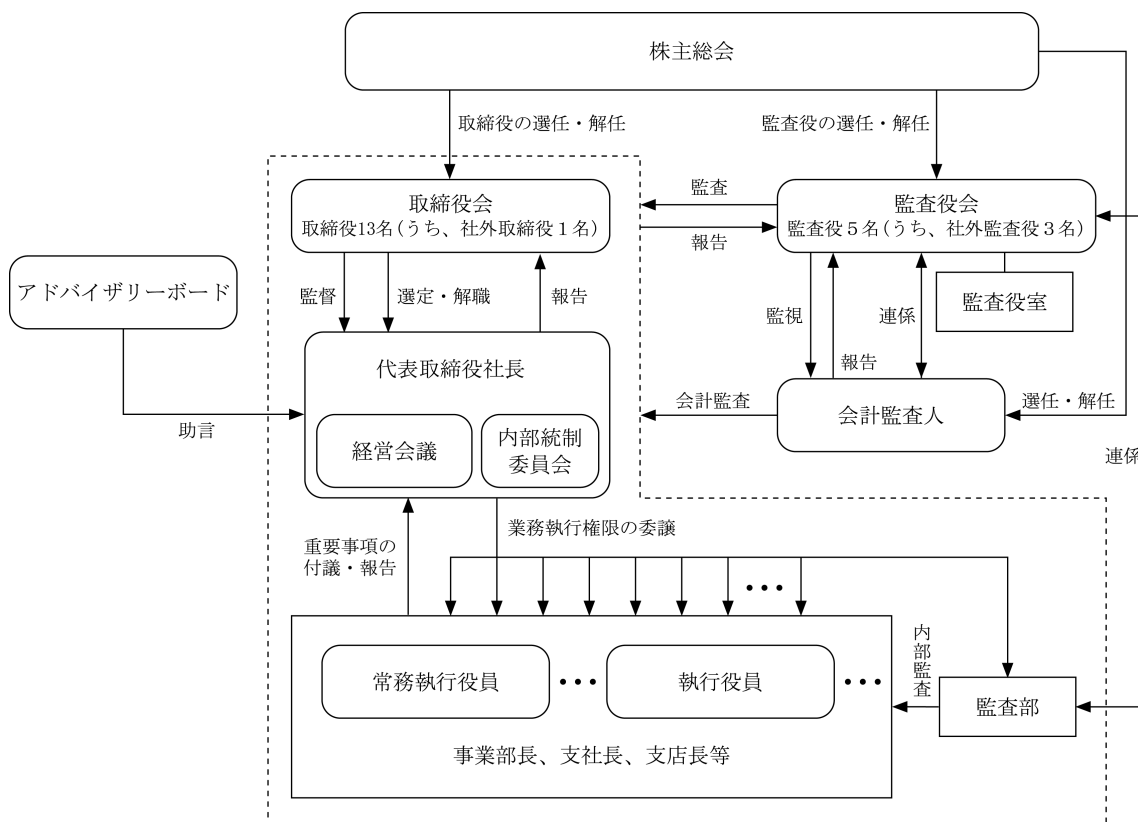 株主総会
取締役の選任・解任
監査役の選任・解任
取締役会
取締役13名(うち、社外取締役１名)
監査
報告
監査役会
監査役５名(うち、社外監査役３名)
アドバイザリーボード
監督
選定・解職
報告
監視
連係
監査役室
代表取締役社長
報告
会計監査
会計監査人
選任・解任
助言
経営会議
内部統制
委員会
連係
業務執行権限の委譲
重要事項の
付議・報告
•••
内部監査
常務執行役員
•••
執行役員
•••
監査部
事業部長、支社長、支店長等